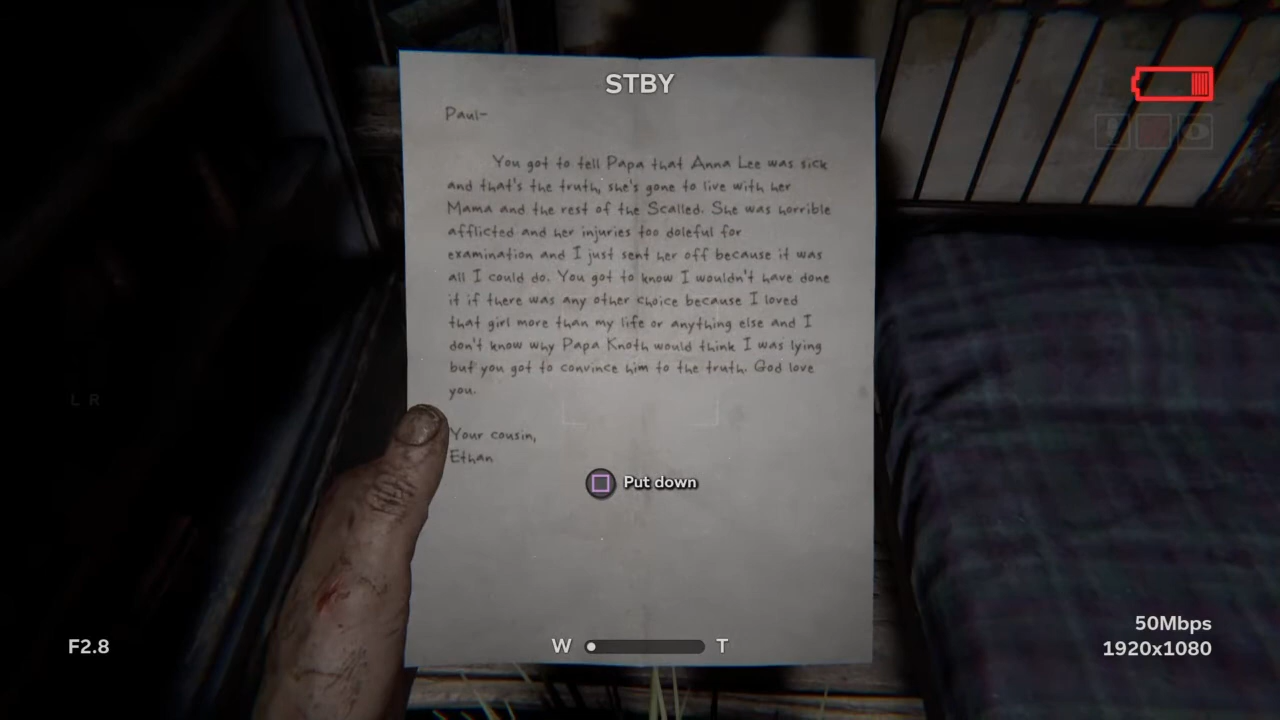 STBY
Paul-
You got to tell Papa that Anna Lee was sick
and that's the truth, she's gone to live with her
Mama and the rest of the Scalled. She was horrible
afflicted and her injuries too doleful for
examination and I just sent her off because it was
all I could do. You got to know I wouldn't have done
it if there was any other choice because I loved
that girl more than my life or anything else and I
don't know why Papa Knoth would think I was lying
but you got to convince him to the truth. God love
you.
L R
Your cousin,
Ethan
Put down
50Mbps
F2.8
W T
1920x1080